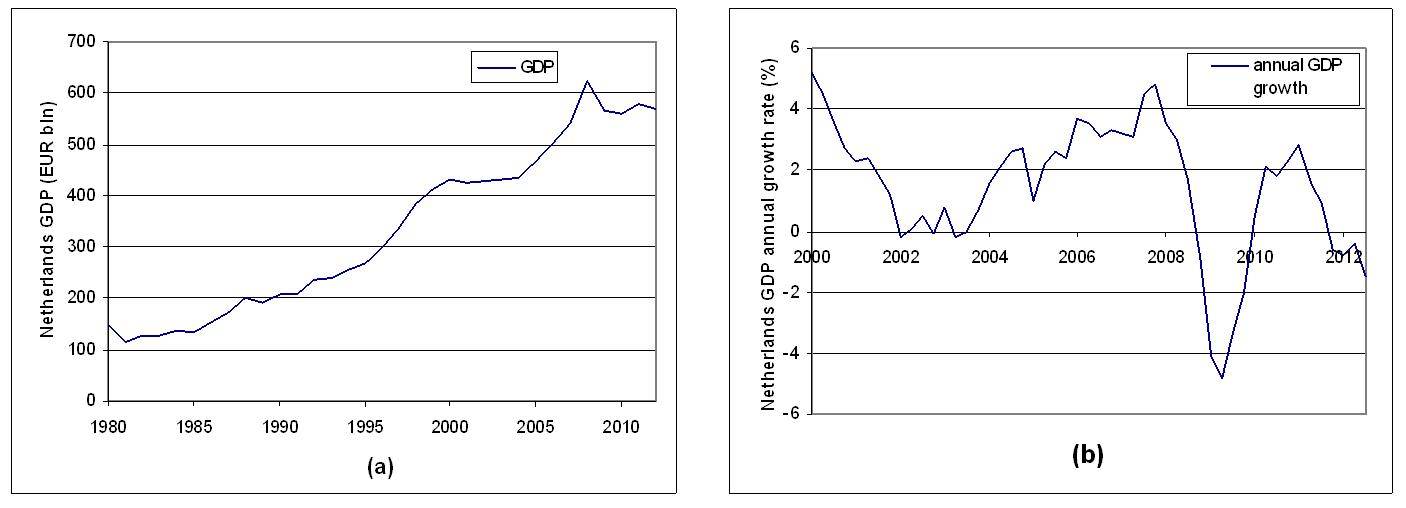 Netherlands GDP (EUR bln)
700
600
500
400
300
200
100
0
1980 1985 1990 1995 2000 2005 2010
GDP
(a)
Netherlands GDP annual growth rate (%)
6
4
2
0
-2
-4
-6
2000 2002 2004 2006 2008 2010 2012
annual GDP
growth
(b)